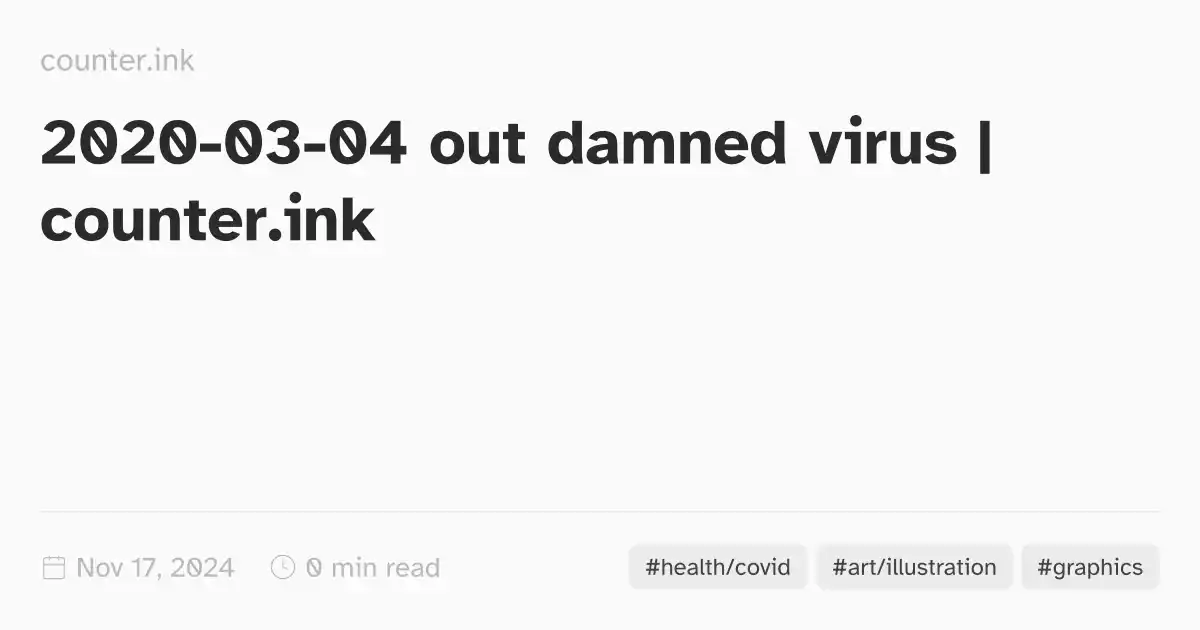 counter.ink
2020-03-04 out damned virus |
counter.ink
Nov 17, 2024 0 min read #health/covid #art/illustration #graphics